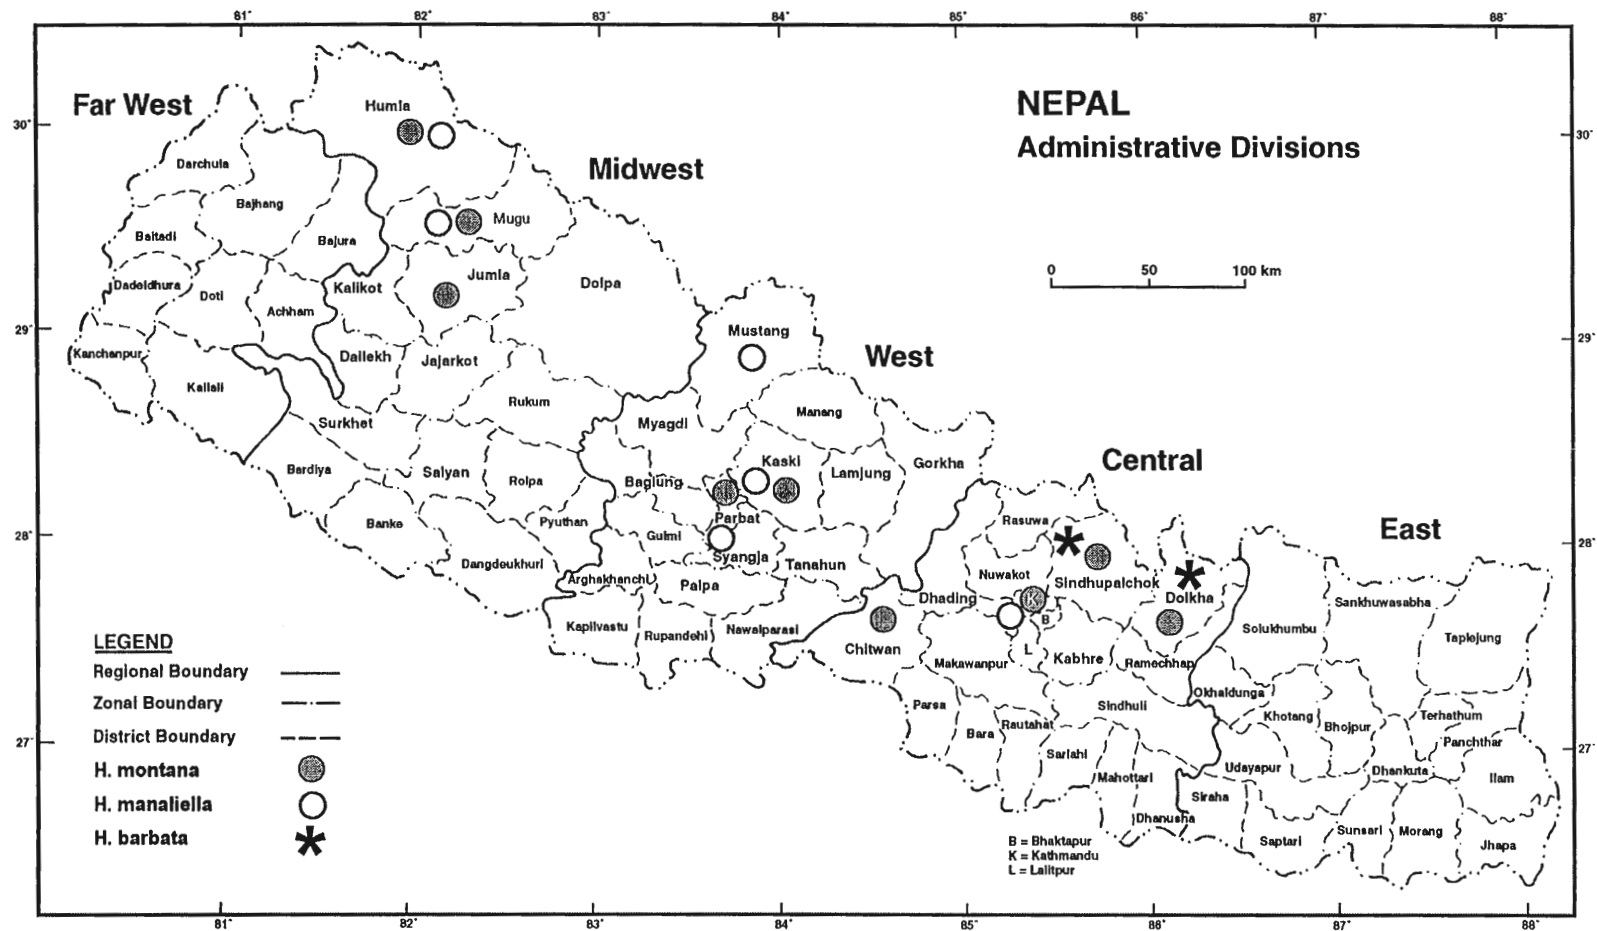 81°
82°
83°
84°
85°
86°
87°
88°
Far West
Humla
NEPAL
30°
30°
Administrative Divisions
Darchula
Midwest
Bajhang
Mugu
Baitadi
Bajura
Jumla
0 50 100 km
Dadeldhura
Doti
Kalikot
Dolpa
Achham
29°
Mustang
29°
Kanchanpur
Dailekh
Jajarkot
West
Kailali
Rukum
Manang
Surkhet
Myagdi
Central
Bardiya
Salyan
Rolpa
Baglung
Kaski
Lamjung
Gorkha
Banke
Pyuthan
Parbat
Rasuwa
East
28°
Gulmi
28°
Dangdeukhuri
Syangja
Tanahun
Nuwakot
Sindhupalchok
Arghakhanchi
Palpa
Dhading
K
Dolkha
Sankhuwasabha
B
Kapilvastu
Rupandehi
Nawalparasi
Solukhumbu
Taplejung
LEGEND
Chitwan
Makawanpur
L
Kabhre
Ramechhap
Regional Boundary
Zonal Boundary
Parsa
Sindhuli
Okhaldunga
Khotang
Bhojpur
Terhathum
District Boundary
Bara
Rautahat
Panchthar
27°
27°
H. montana
Sarlahi
Mahottari
Udayapur
Dhankuta
Ilam
H. manaliella
Siraha
Dhanusha
H. barbata
Saptari
Sunsari
Morang
Jhapa
B = Bhaktapur
K = Kathmandu
L = Lalitpur
81°
82°
83°
84°
85°
86°
87°
88°